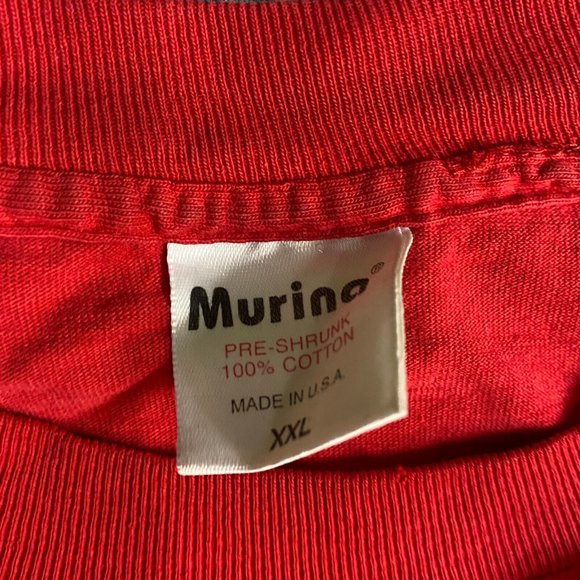 Murina®
PRE-SHRUNK
100% COTTON
MADE IN U.S.A.
XXL